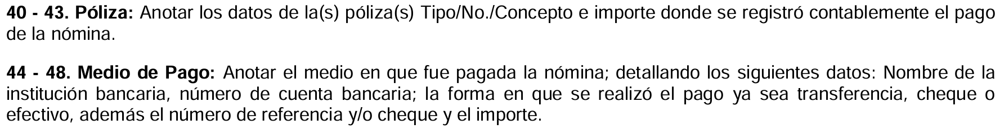 40 - 43. Póliza: Anotar los datos de la(s) póliza(s) Tipo/No./Concepto e importe donde se registró contablemente el pago
de la nómina.
44 - 48. Medio de Pago: Anotar el medio en que fue pagada la nómina; detallando los siguientes datos: Nombre de la
institución bancaria, número de cuenta bancaria; la forma en que se realizó el pago ya sea transferencia, cheque o
efectivo, además el número de referencia y/o cheque y el importe.